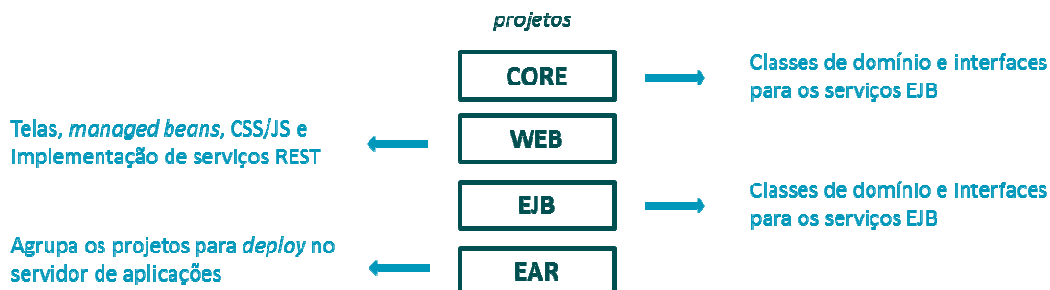 projetos
CORE
Classes de domínio e interfaces
para os serviços EJB
Telas, managed beans, CSS/JS e
Implementação de serviços REST
WEB
EJB
Classes de domínio e interfaces
para os serviços EJB
Agrupa os projetos para deploy no
servidor de aplicações
EAR